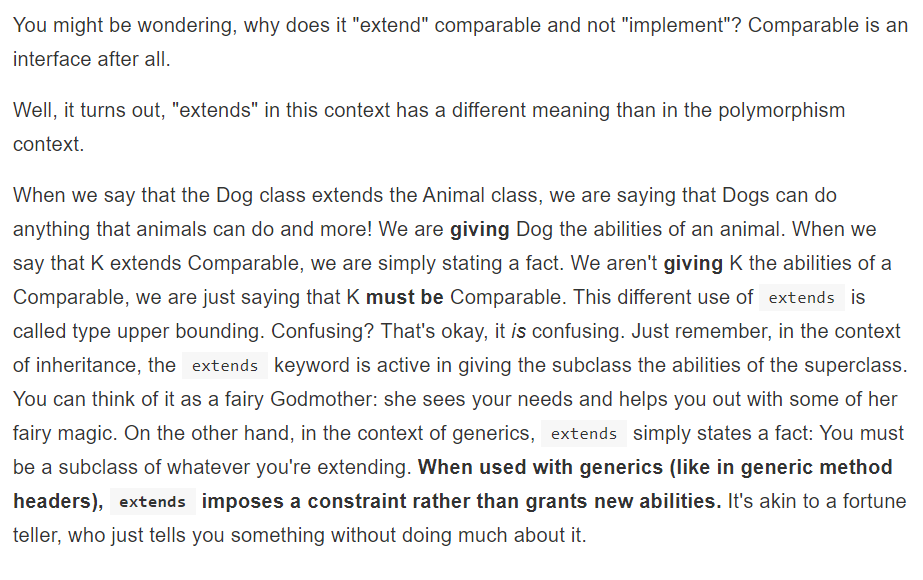 You might be wondering, why does it "extend" comparable and not "implement"? Comparable is an
interface after all.
Well, it turns out, "extends" in this context has a different meaning than in the polymorphism
context.
When we say that the Dog class extends the Animal class, we are saying that Dogs can do
anything that animals can do and more! We are giving Dog the abilities of an animal. When we
say that K extends Comparable, we are simply stating a fact. We aren't giving K the abilities of a
Comparable, we are just saying that K must be Comparable. This different use of extends is
called type upper bounding. Confusing? That's okay, it is confusing. Just remember, in the context
of inheritance, the extends keyword is active in giving the subclass the abilities of the superclass.
You can think of it as a fairy Godmother: she sees your needs and helps you out with some of her
fairy magic. On the other hand, in the context of generics, extends simply states a fact: You must
be a subclass of whatever you're extending. When used with generics (like in generic method
headers), extends imposes a constraint rather than grants new abilities. It's akin to a fortune
teller, who just tells you something without doing much about it.